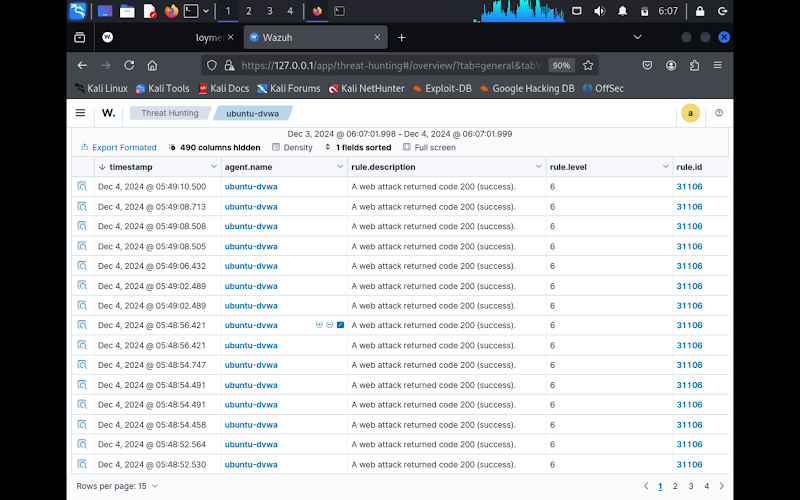 1 2 3 4 6:07
loymer Wazuh
https://127.0.0.1/app/threat-hunting#/overview/?tab=general&tab 90%
Kali Linux Kali Tools Kali Docs Kali Forums Kali NetHunter Exploit-DB Google Hacking DB OffSec
W. Threat Hunting ubuntu-dvwa a
Dec 3, 2024 @ 06:07:01.998 - Dec 4, 2024 @ 06:07:01.999
Export Formated 490 columns hidden Density 1 fields sorted Full screen
timestamp agent.name rule.description rule.level rule.id
Dec 4, 2024 @ 05:49:10.500 ubuntu-dvwa A web attack returned code 200 (success). 6 31106
Dec 4, 2024 @ 05:49:08.713 ubuntu-dvwa A web attack returned code 200 (success). 6 31106
Dec 4, 2024 @ 05:49:08.508 ubuntu-dvwa A web attack returned code 200 (success). 6 31106
Dec 4, 2024 @ 05:49:08.505 ubuntu-dvwa A web attack returned code 200 (success). 6 31106
Dec 4, 2024 @ 05:49:06.432 ubuntu-dvwa A web attack returned code 200 (success). 6 31106
Dec 4, 2024 @ 05:49:02.489 ubuntu-dvwa A web attack returned code 200 (success). 6 31106
Dec 4, 2024 @ 05:49:02.489 ubuntu-dvwa A web attack returned code 200 (success). 6 31106
Dec 4, 2024 @ 05:48:56.421 ubuntu-dvwa A web attack returned code 200 (success). 6 31106
Dec 4, 2024 @ 05:48:56.421 ubuntu-dvwa A web attack returned code 200 (success). 6 31106
Dec 4, 2024 @ 05:48:54.747 ubuntu-dvwa A web attack returned code 200 (success). 6 31106
Dec 4, 2024 @ 05:48:54.491 ubuntu-dvwa A web attack returned code 200 (success). 6 31106
Dec 4, 2024 @ 05:48:54.491 ubuntu-dvwa A web attack returned code 200 (success). 6 31106
Dec 4, 2024 @ 05:48:54.458 ubuntu-dvwa A web attack returned code 200 (success). 6 31106
Dec 4, 2024 @ 05:48:52.564 ubuntu-dvwa A web attack returned code 200 (success). 6 31106
Dec 4, 2024 @ 05:48:52.530 ubuntu-dvwa A web attack returned code 200 (success). 6 31106
Rows per page: 15 1 2 3 4